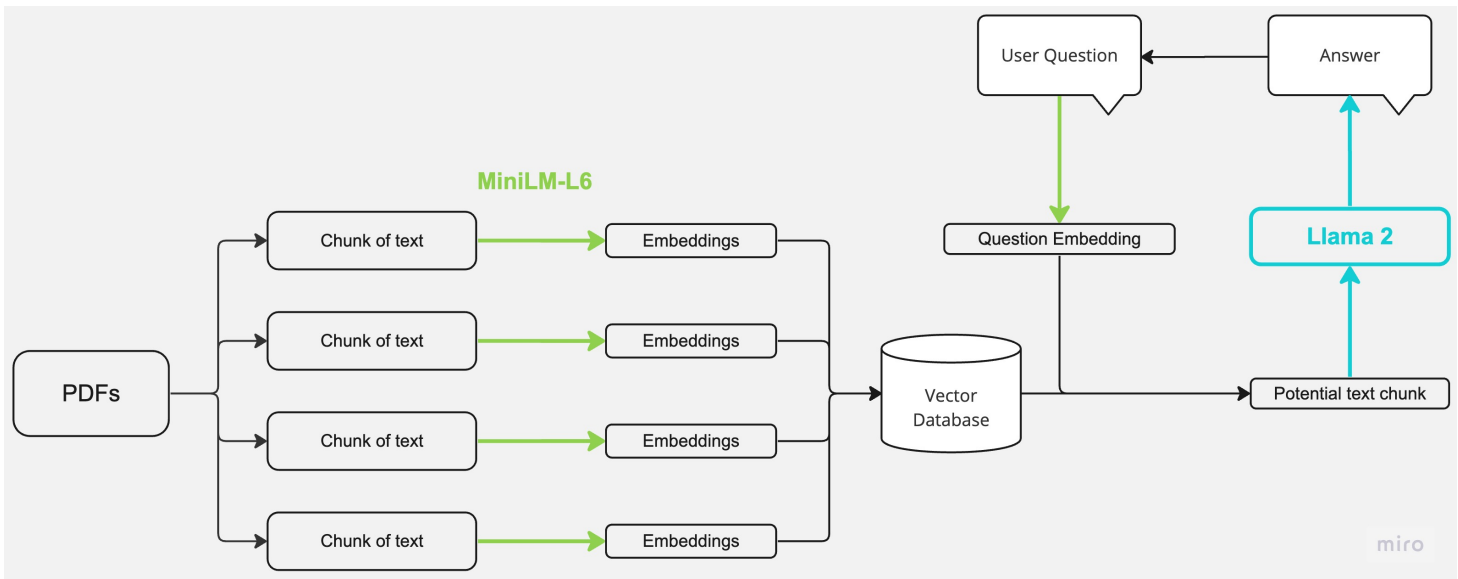 User Question
Answer
MiniLM-L6
Chunk of text
Embeddings
Question Embedding
Llama 2
Chunk of text
Embeddings
PDFs
Vector
Database
Potential text chunk
Chunk of text
Embeddings
Chunk of text
Embeddings
miro